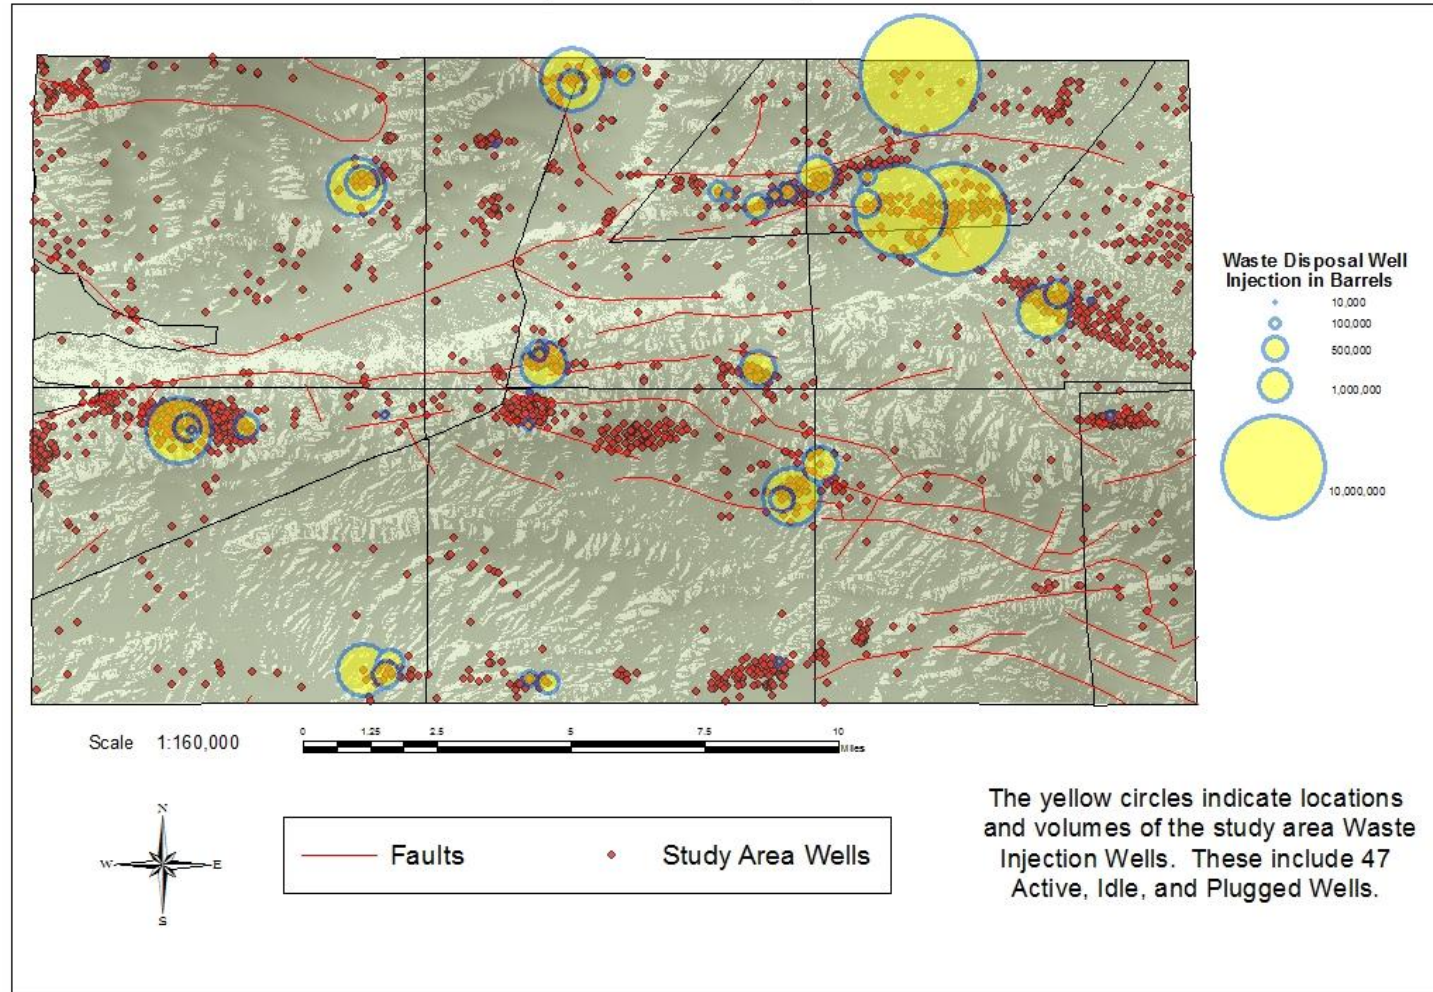 Waste Disposal Well
Injection in Barrels
10,000
100,000
500,000
1,000,000
10,000,000
Scale 1:160,000
0 1.25 2.5 5 7.5 10
Miles
N
W E
S
Faults
Study Area Wells
The yellow circles indicate locations
and volumes of the study area Waste
Injection Wells. These include 47
Active, Idle, and Plugged Wells.